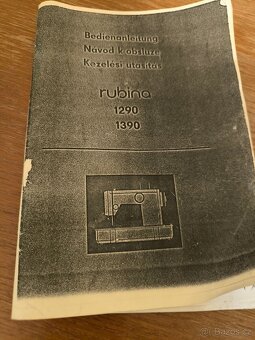 Bedienanleitung
Návod k obsluze
Kezelési utasítás
rubina
1290
1390